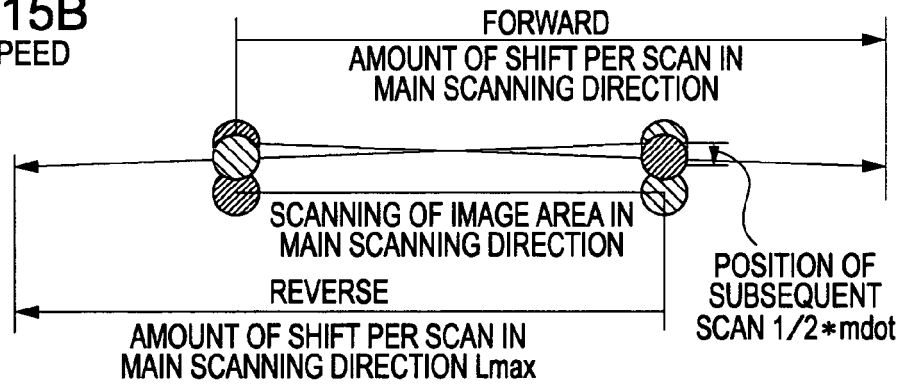 15B
PEED
FORWARD
AMOUNT OF SHIFT PER SCAN IN
MAIN SCANNING DIRECTION
SCANNING OF IMAGE AREA IN
MAIN SCANNING DIRECTION
POSITION OF
SUBSEQUENT
SCAN 1/2*mdot
REVERSE
AMOUNT OF SHIFT PER SCAN IN
MAIN SCANNING DIRECTION Lmax